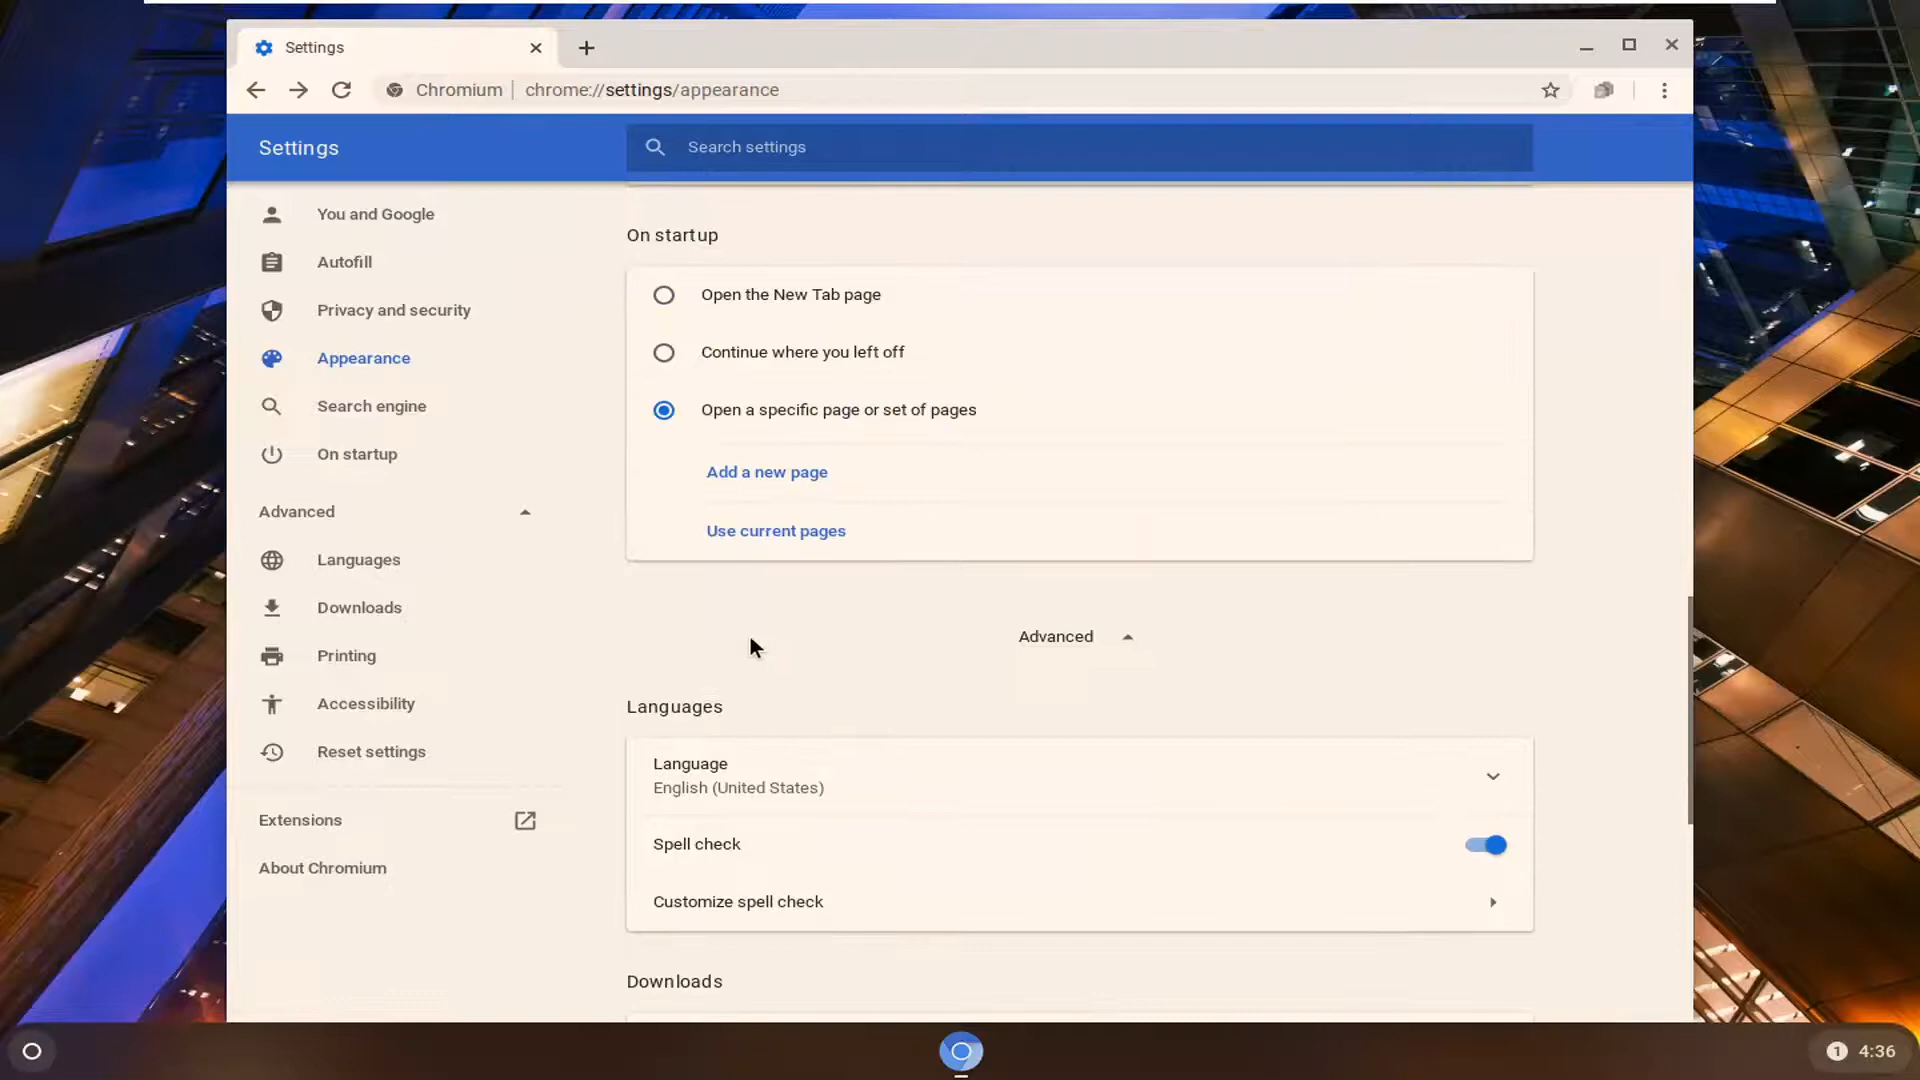 Settings
Chromium | chrome://settings/appearance
Settings
Search settings
You and Google
Autofill
Privacy and security
Appearance
Search engine
On startup
Advanced
Languages
Downloads
Printing
Accessibility
Reset settings
Extensions
About Chromium
On startup
Open the New Tab page
Continue where you left off
Open a specific page or set of pages
Add a new page
Use current pages
Advanced
Languages
Language
English (United States)
Spell check
Customize spell check
Downloads
1 4:36